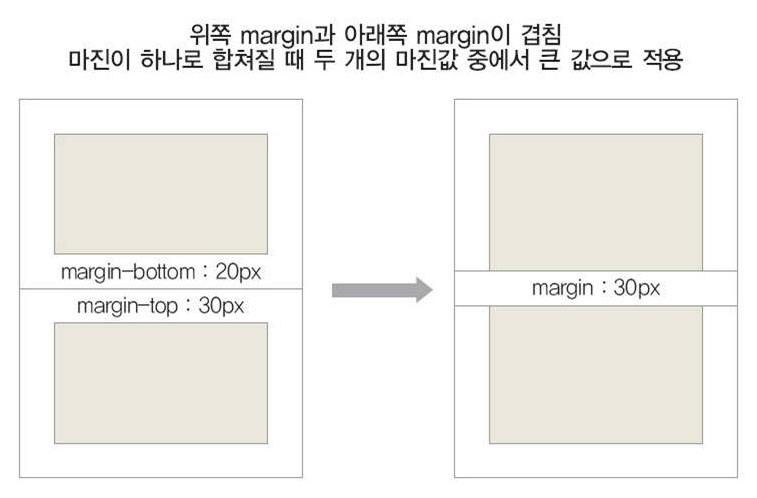 위쪽 margin과 아래쪽 margin이 겹침
마진이 하나로 합쳐질 때 두 개의 마진값 중에서 큰 값으로 적용
margin-bottom : 20px
margin-top : 30px
margin : 30px